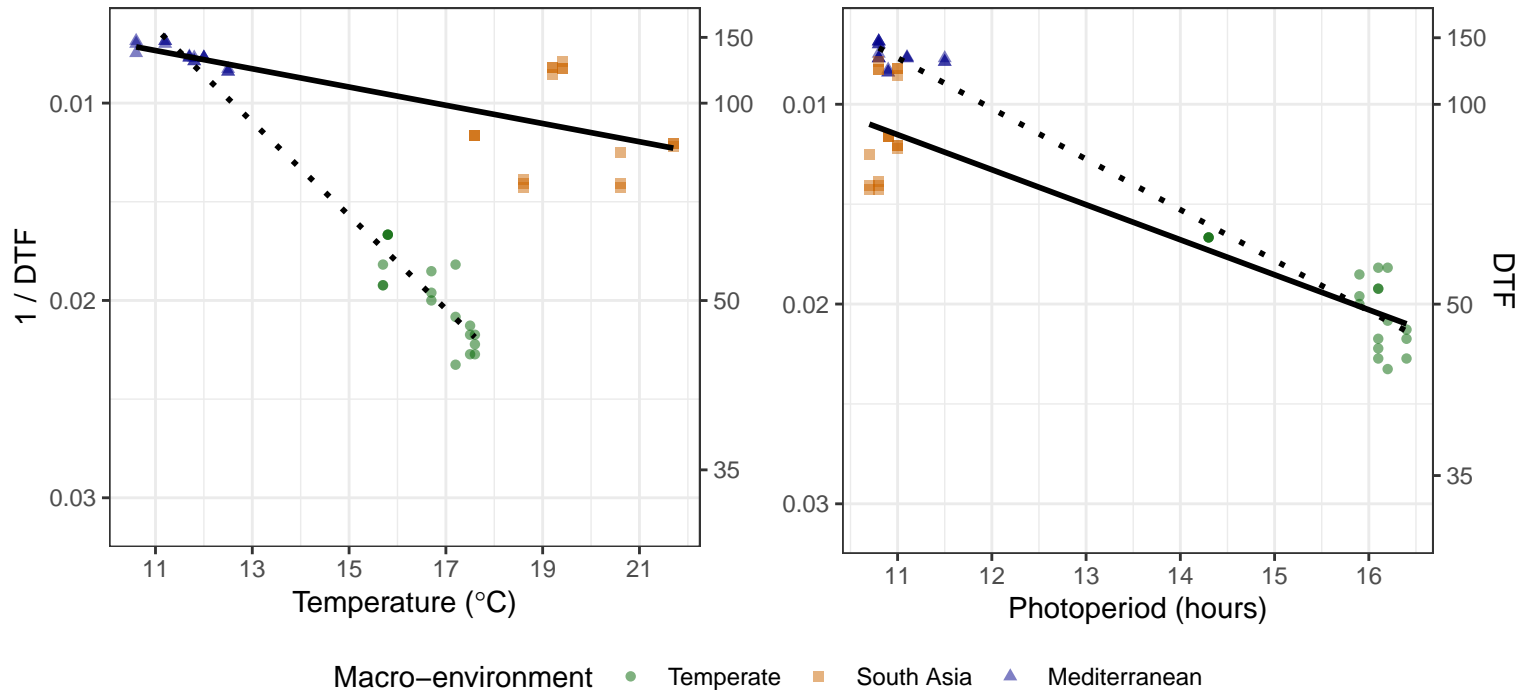 1 / DTF
0.01
0.02
0.03
150
100
50
35
11 13 15 17 19 21
Temperature (°C)
0.01
0.02
0.03
150
100
50
35
DTF
11 12 13 14 15 16
Photoperiod (hours)
Macro−environment Temperate South Asia Mediterranean